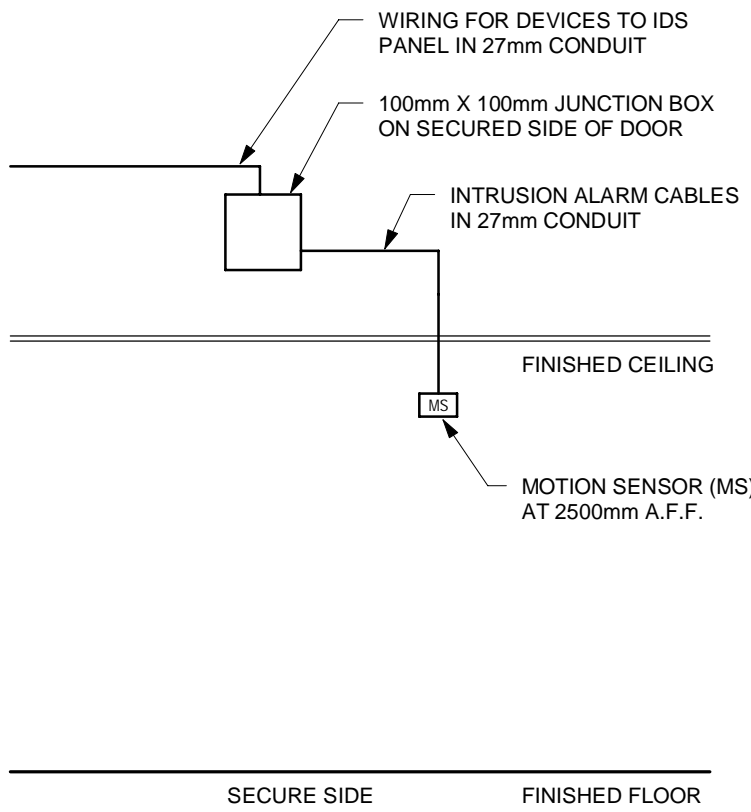 WIRING FOR DEVICES TO IDS
PANEL IN 27mm CONDUIT
100mm X 100mm JUNCTION BOX
ON SECURED SIDE OF DOOR
INTRUSION ALARM CABLES
IN 27mm CONDUIT
FINISHED CEILING
MS
MOTION SENSOR (MS)
AT 2500mm A.F.F.
SECURE SIDE
FINISHED FLOOR